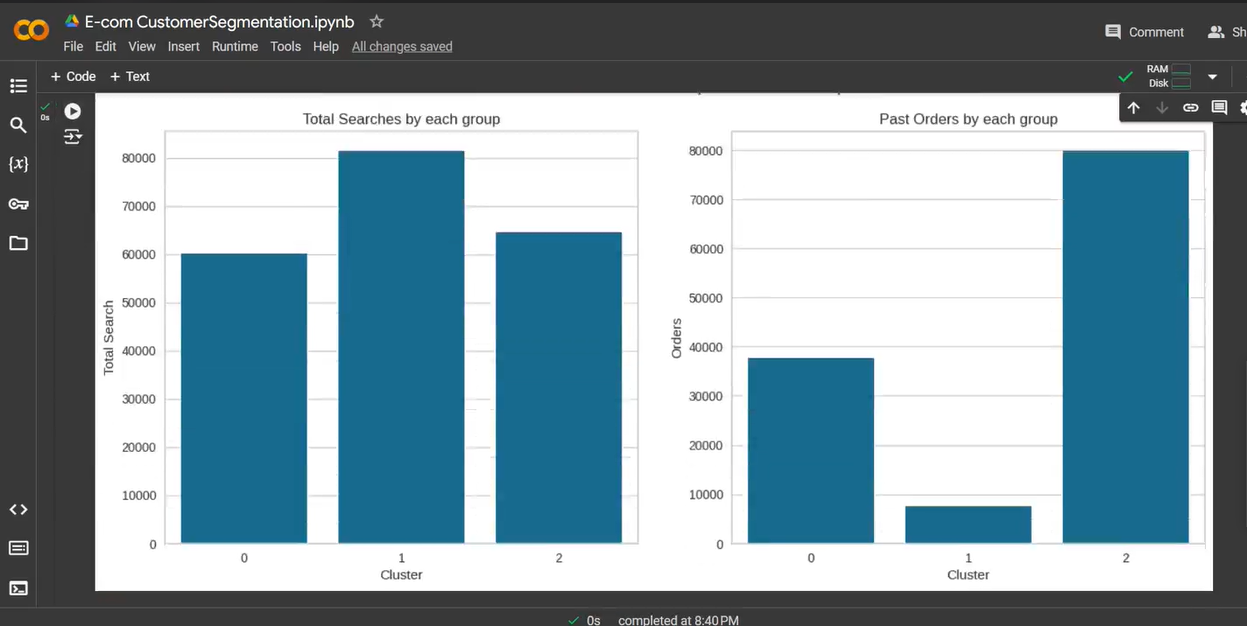 E-com CustomerSegmentation.ipynb
File Edit View Insert Runtime Tools Help All changes saved
Comment
Sh
+ Code + Text
RAM
Disk
0s
{x}
Total Searches by each group
80000
70000
60000
50000
40000
30000
20000
10000
0
Total Search
0 1 2
Cluster
Past Orders by each group
80000
70000
60000
50000
40000
30000
20000
10000
0
Orders
0 1 2
Cluster
0s completed at 8:40 PM